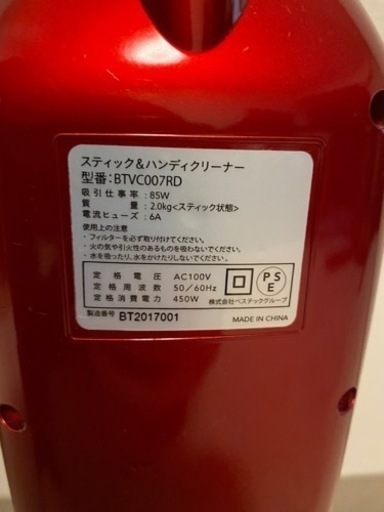 スティック&ハンディクリーナー
型番：BTVC007RD
吸引仕事率：85W
質量：2.0kg<スティック状態>
電流ヒューズ：6A
使用上の注意
・フィルターを必ず取り付けてください。
・火の気や引火性のあるものを吸わないでください。
・水を吸ったり、水をかけたりしないでください。
定格電圧 AC100V
定格周波数 50/60Hz
定格消費電力 450W
PSE
株式会社ベステックグループ
製造番号 BT2017001
MADE IN CHINA